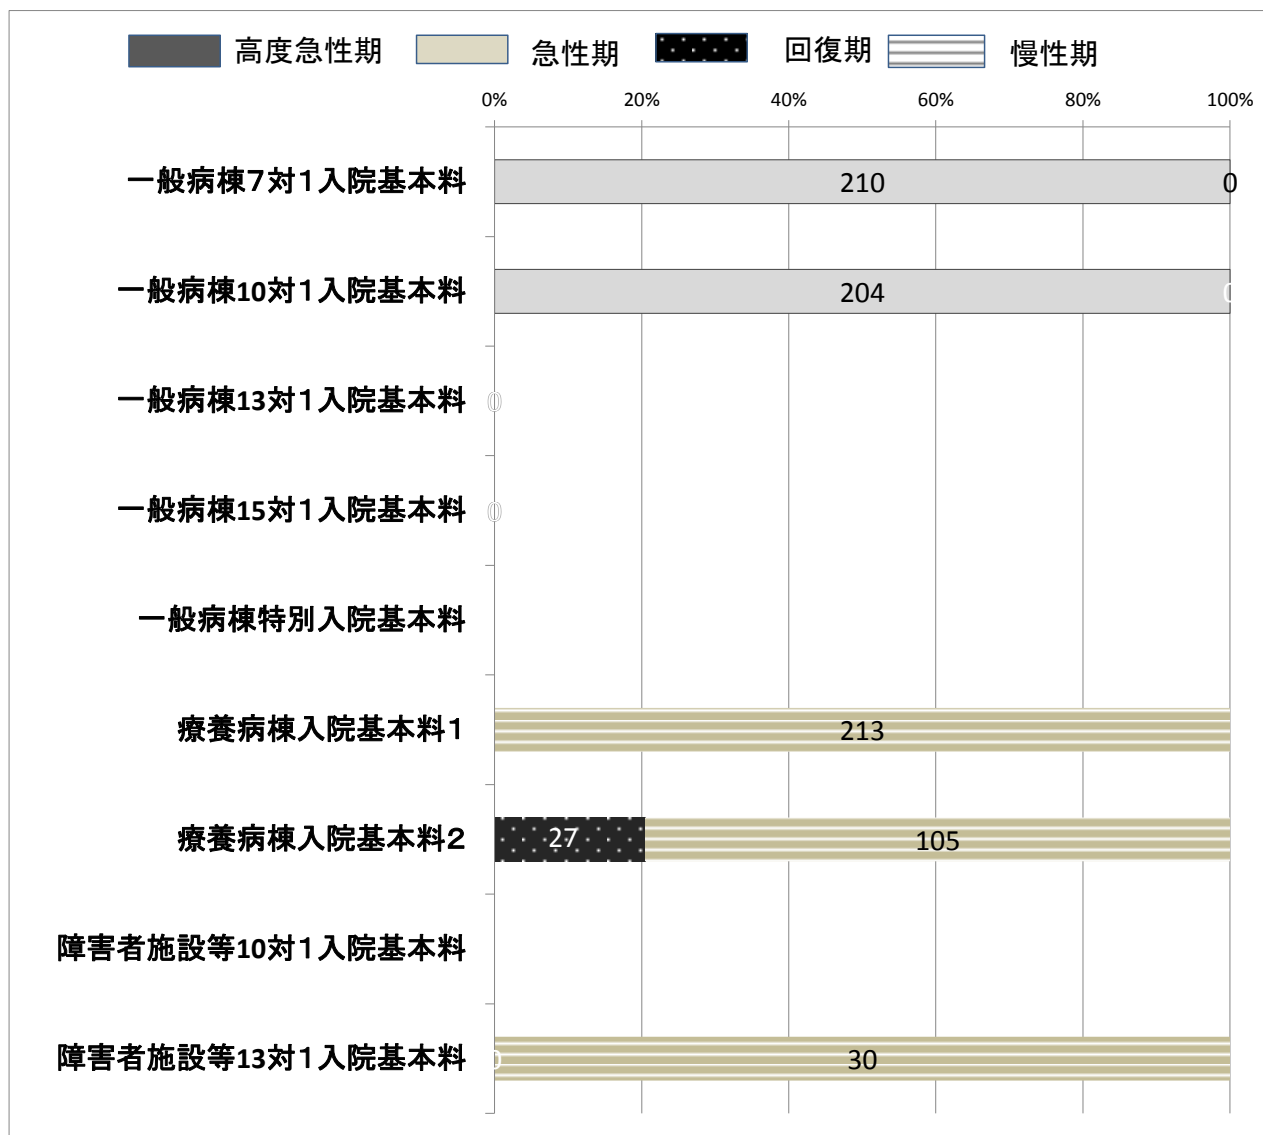 高度急性期 急性期 回復期 慢性期
0% 20% 40% 60% 80% 100%
一般病棟7対1入院基本料 210 0
一般病棟10対1入院基本料 204 0
一般病棟13対1入院基本料 0
一般病棟15対1入院基本料 0
一般病棟特別入院基本料
療養病棟入院基本料1 213
療養病棟入院基本料2 27 105
障害者施設等10対1入院基本料
障害者施設等13対1入院基本料 0 30